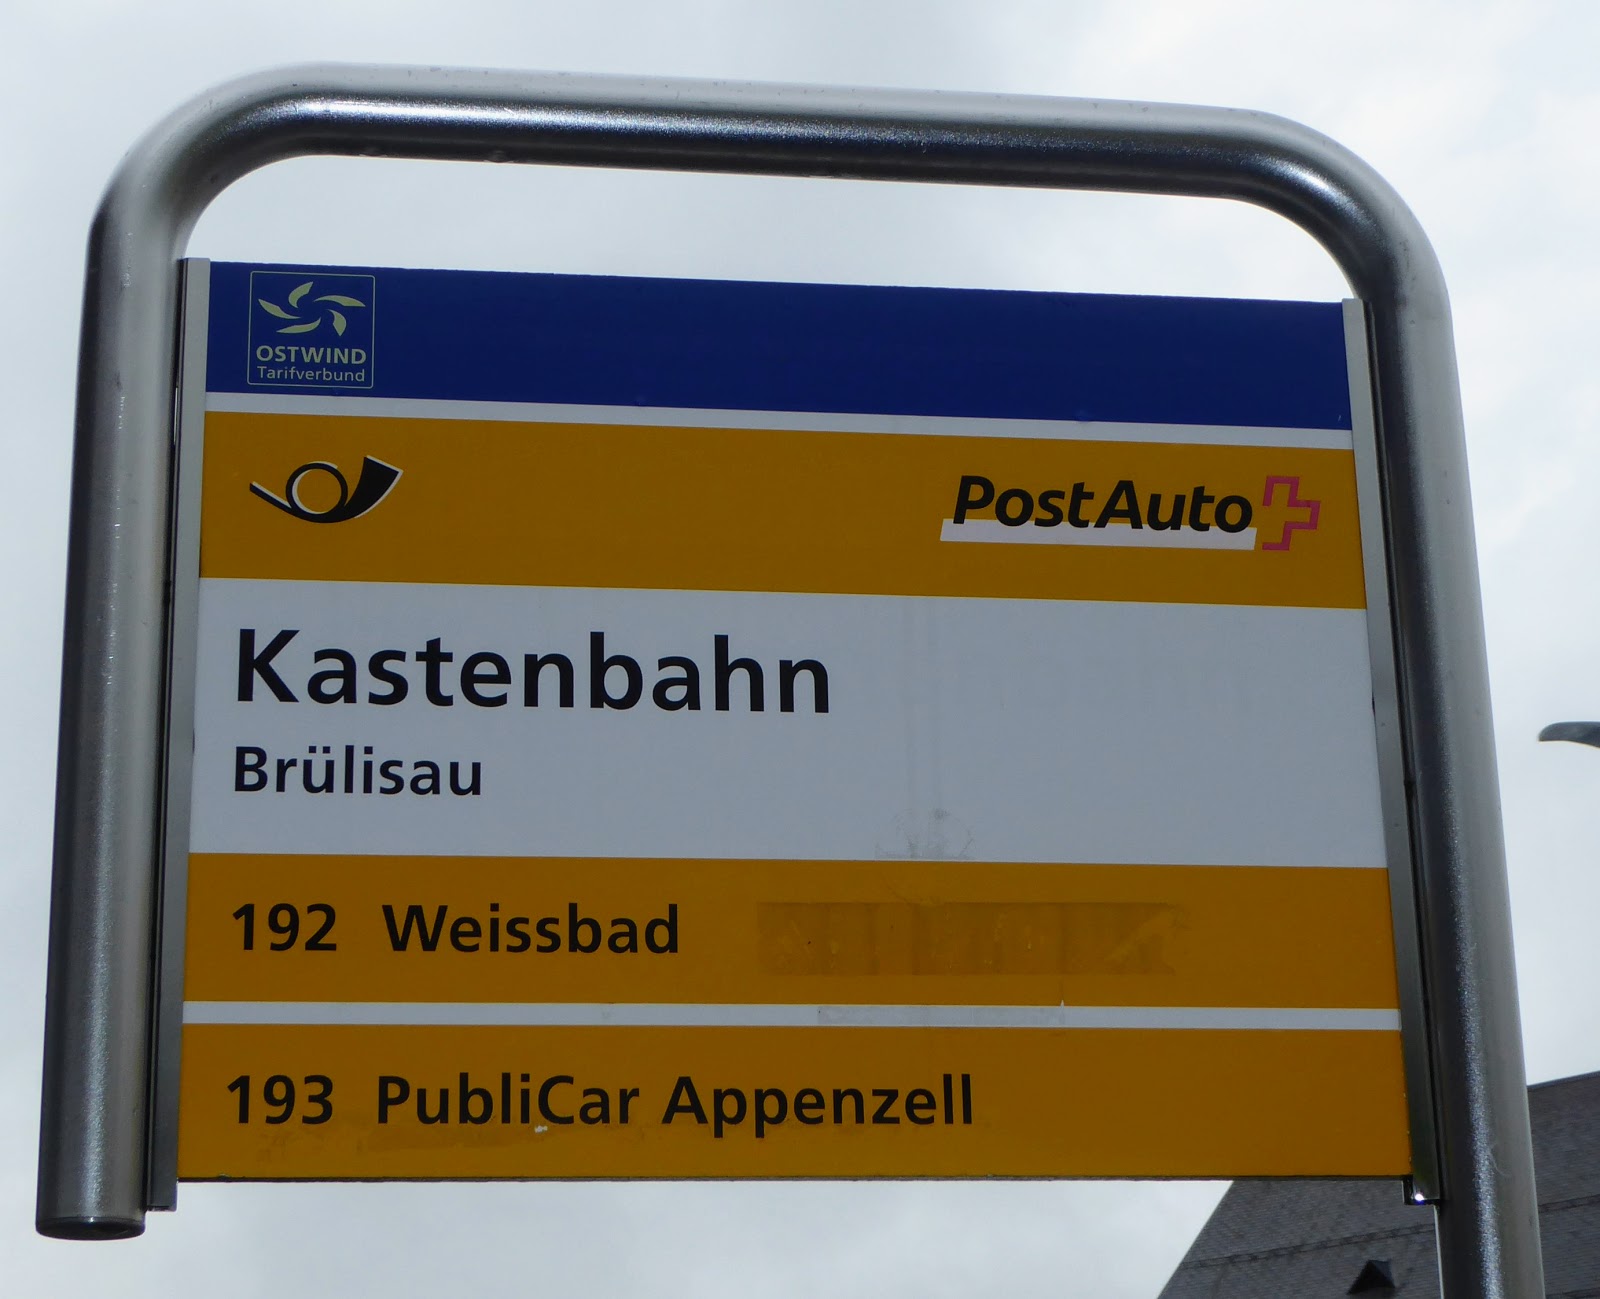 OSTWIND
Tarifverbund
PostAuto
Kastenbahn
Brülisau
192 Weissbad
193 PubliCar Appenzell